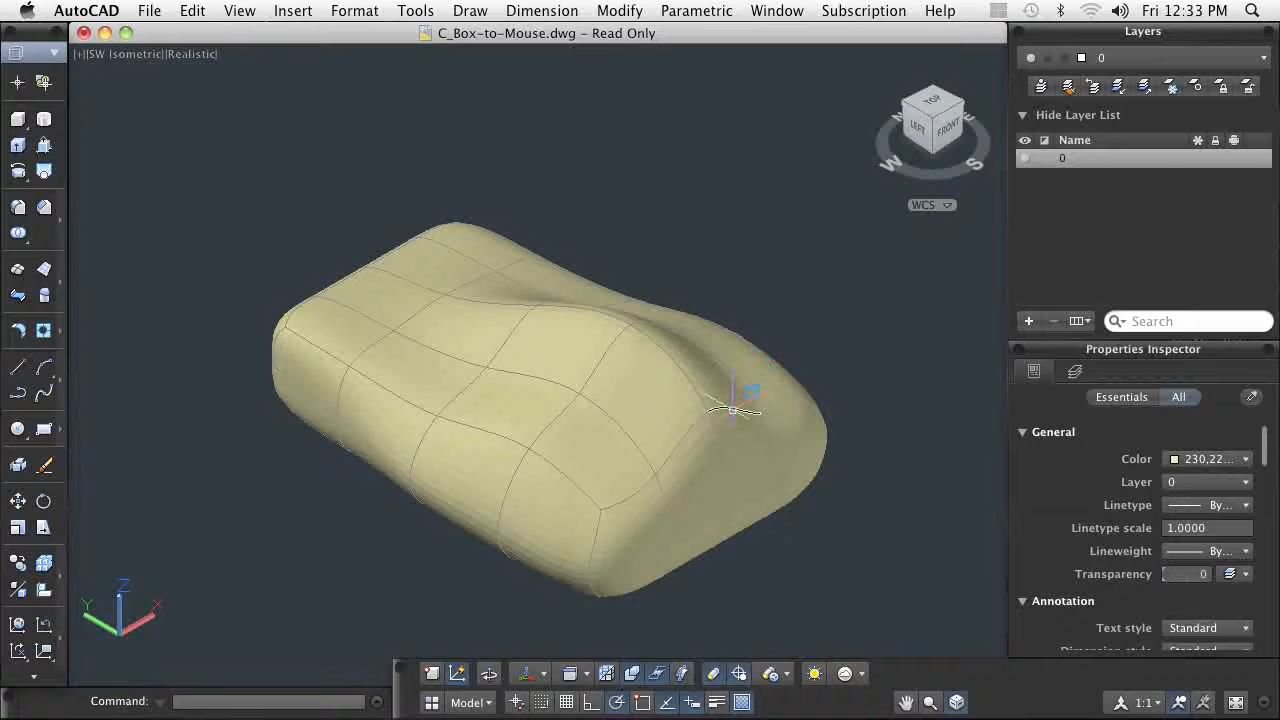 AutoCAD File Edit View Insert Format Tools Draw Dimension Modify Parametric Window Subscription Help Fri 12:33 PM
C_Box-to-Mouse.dwg – Read Only
[+][SW Isometric][Realistic]
TOP
LEFT FRONT
N E
W S
WCS
Z
Y X
Layers
0
Hide Layer List
Name
0
Search
Properties Inspector
Essentials All
General
Color 230,22...
Layer 0
Linetype By...
Linetype scale 1.0000
Lineweight By...
Transparency 0
Annotation
Text style Standard
Command:
Model
1:1